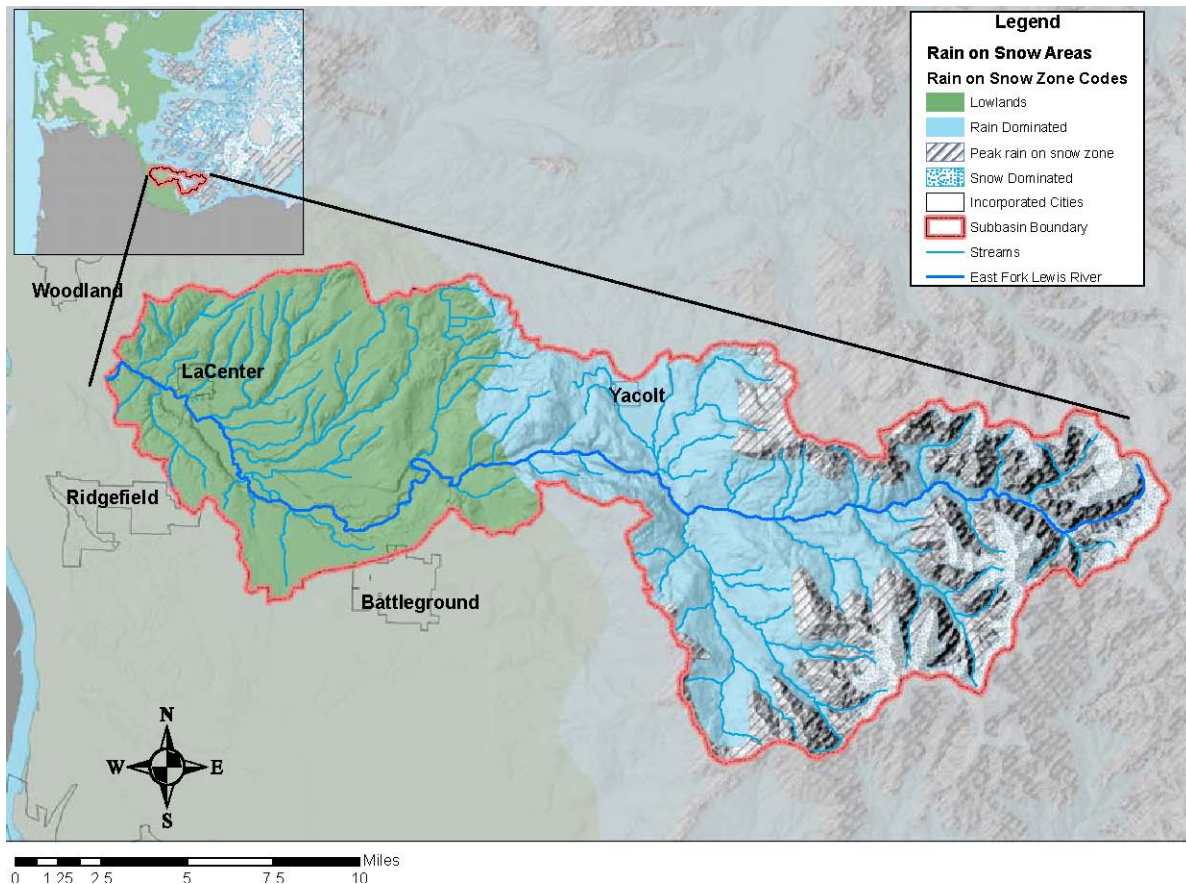 Legend
Rain on Snow Areas
Rain on Snow Zone Codes
Lowlands
Rain Dominated
Peak rain on snow zone
Snow Dominated
Incorporated Cities
Subbasin Boundary
Streams
East Fork Lewis River
Woodland
LaCenter
Yacolt
Ridgefield
Battleground
N
W E
S
Miles
0 1.25 2.5 5 7.5 10